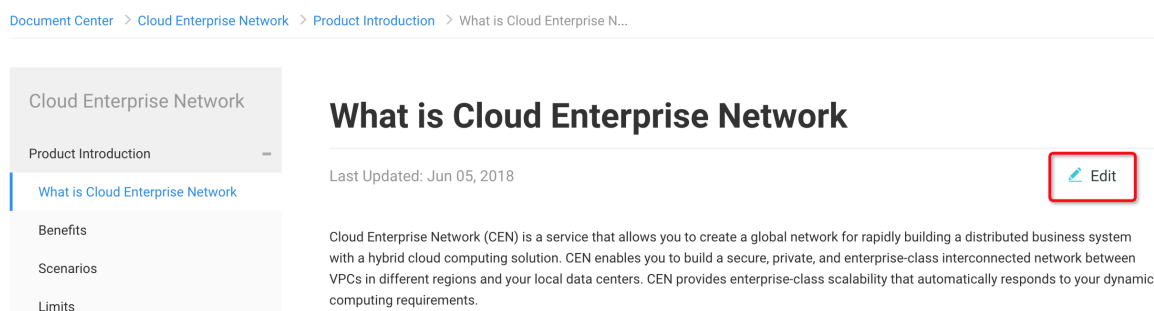 Document Center > Cloud Enterprise Network > Product Introduction > What is Cloud Enterprise N...
Cloud Enterprise Network
Product Introduction
What is Cloud Enterprise Network
Benefits
Scenarios
Limits
What is Cloud Enterprise Network
Last Updated: Jun 05, 2018
Edit
Cloud Enterprise Network (CEN) is a service that allows you to create a global network for rapidly building a distributed business system
with a hybrid cloud computing solution. CEN enables you to build a secure, private, and enterprise-class interconnected network between
VPCs in different regions and your local data centers. CEN provides enterprise-class scalability that automatically responds to your dynamic
computing requirements.